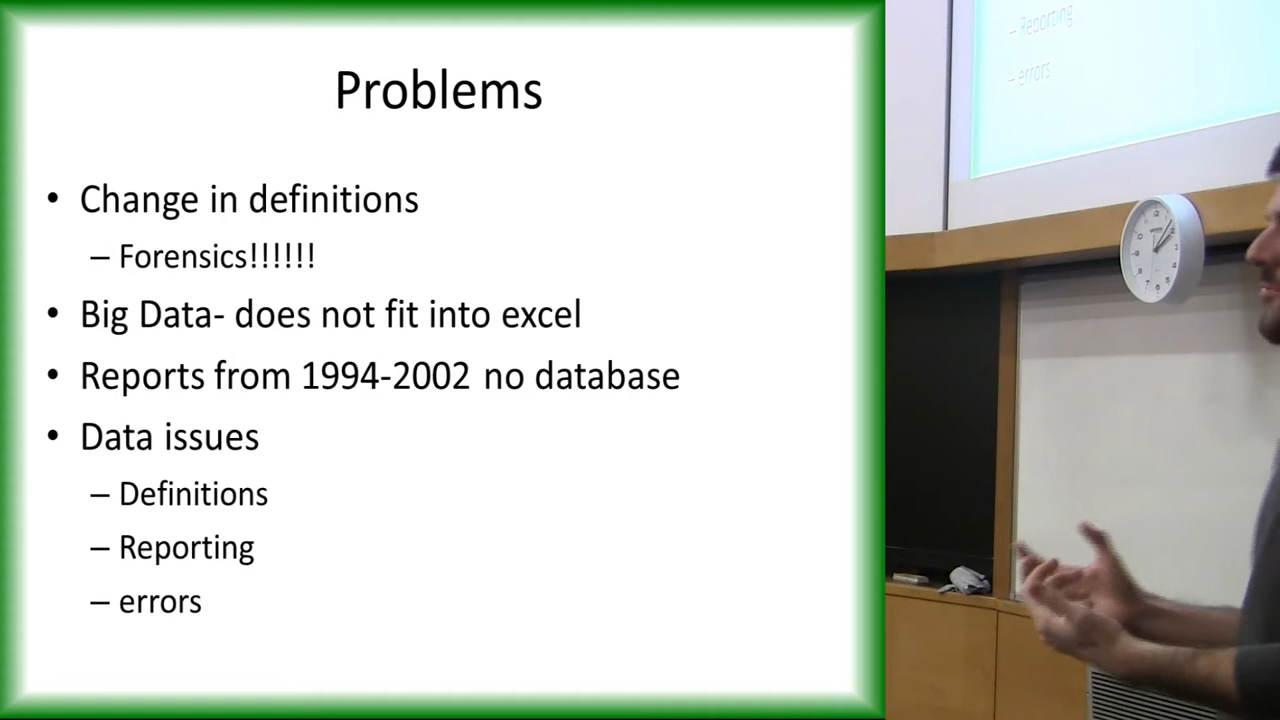 Problems
• Change in definitions
– Forensics!!!!!!
• Big Data- does not fit into excel
• Reports from 1994-2002 no database
• Data issues
– Definitions
– Reporting
– errors
– Reporting
– errors